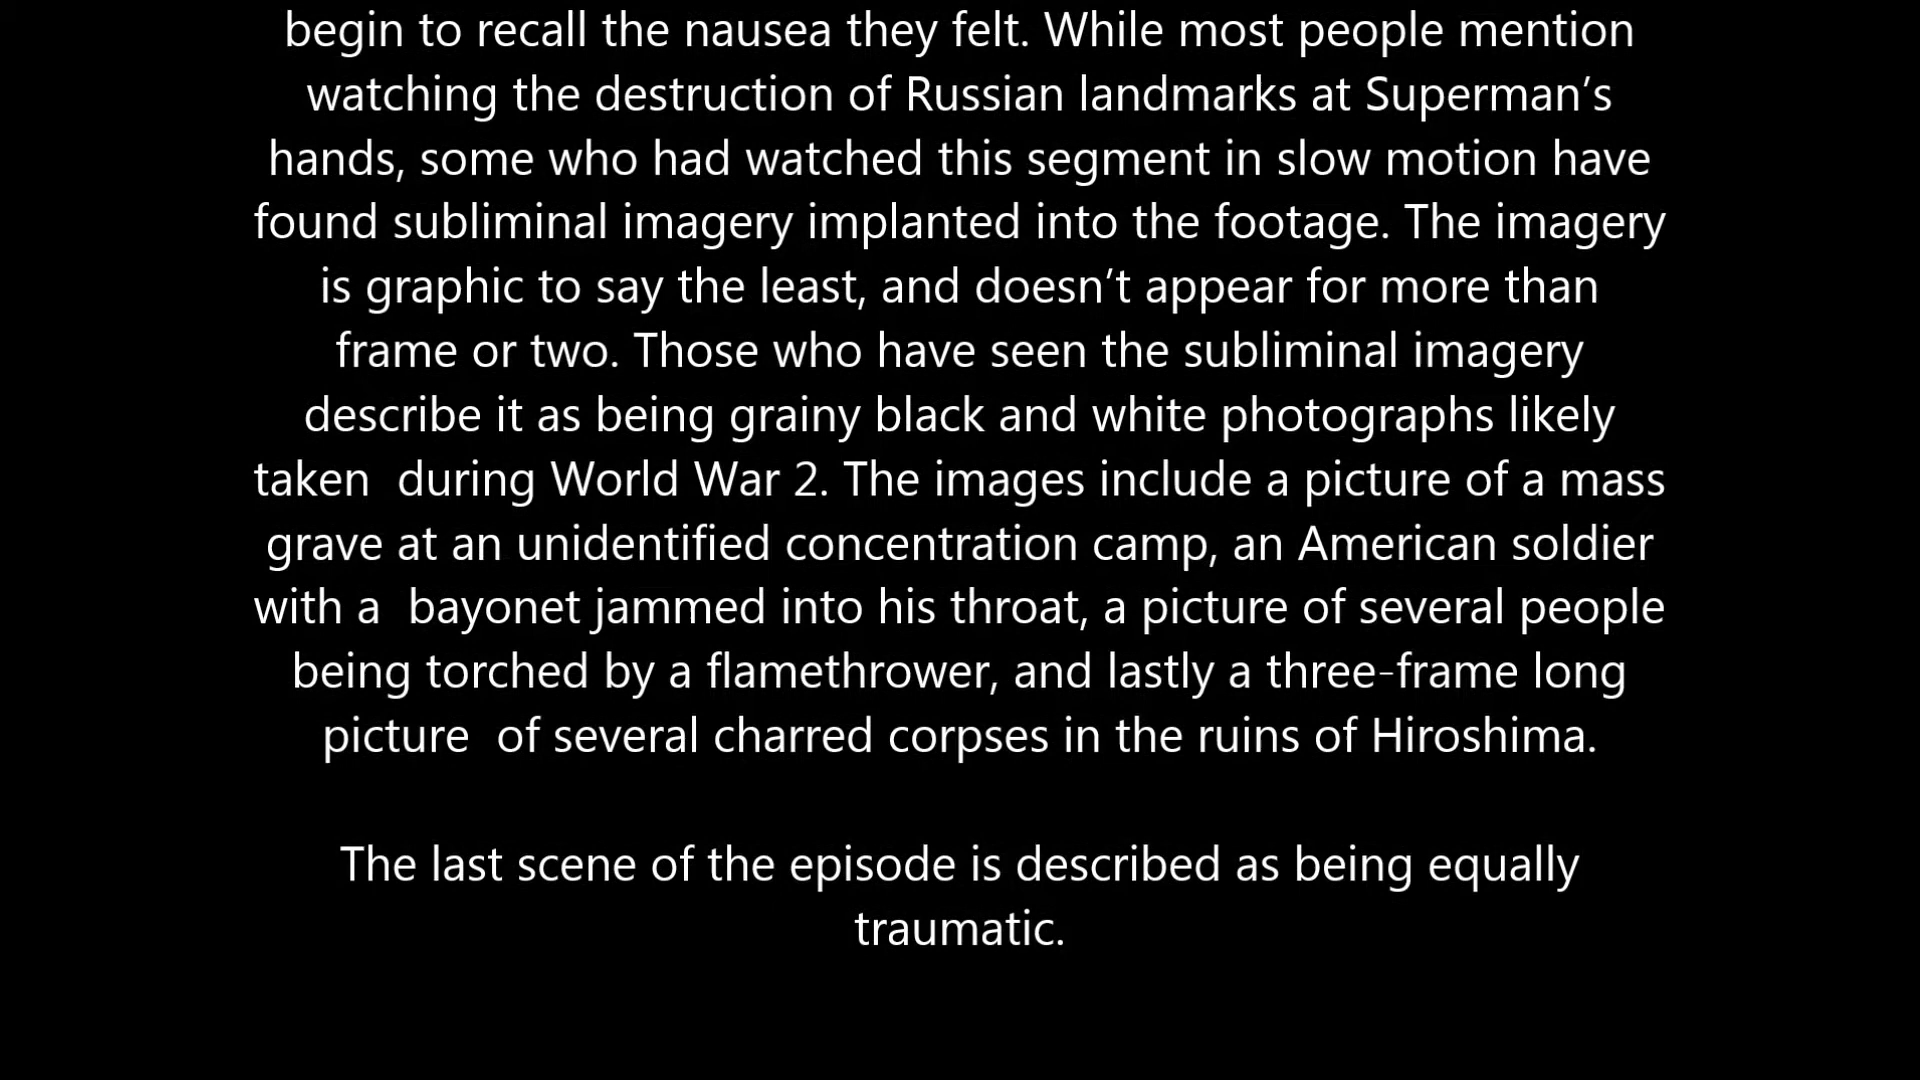 begin to recall the nausea they felt. While most people mention
watching the destruction of Russian landmarks at Superman’s
hands, some who had watched this segment in slow motion have
found subliminal imagery implanted into the footage. The imagery
is graphic to say the least, and doesn’t appear for more than
frame or two. Those who have seen the subliminal imagery
describe it as being grainy black and white photographs likely
taken  during World War 2. The images include a picture of a mass
grave at an unidentified concentration camp, an American soldier
with a  bayonet jammed into his throat, a picture of several people
being torched by a flamethrower, and lastly a three-frame long
picture  of several charred corpses in the ruins of Hiroshima.
The last scene of the episode is described as being equally
traumatic.